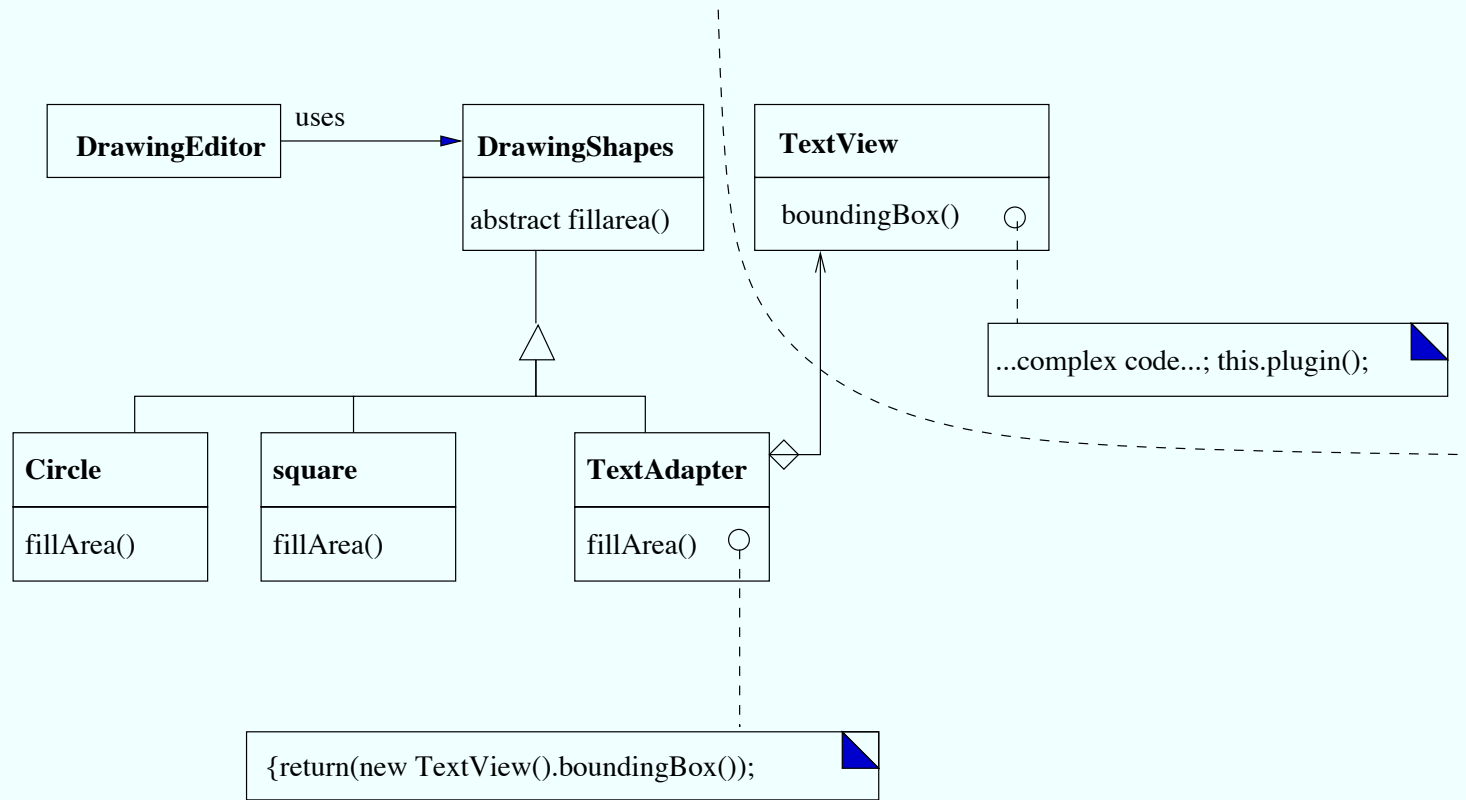 uses
DrawingEditor
DrawingShapes
abstract fillarea()
TextView
boundingBox()
...complex code...; this.plugin();
Circle
fillArea()
square
fillArea()
TextAdapter
fillArea()
{return(new TextView().boundingBox());